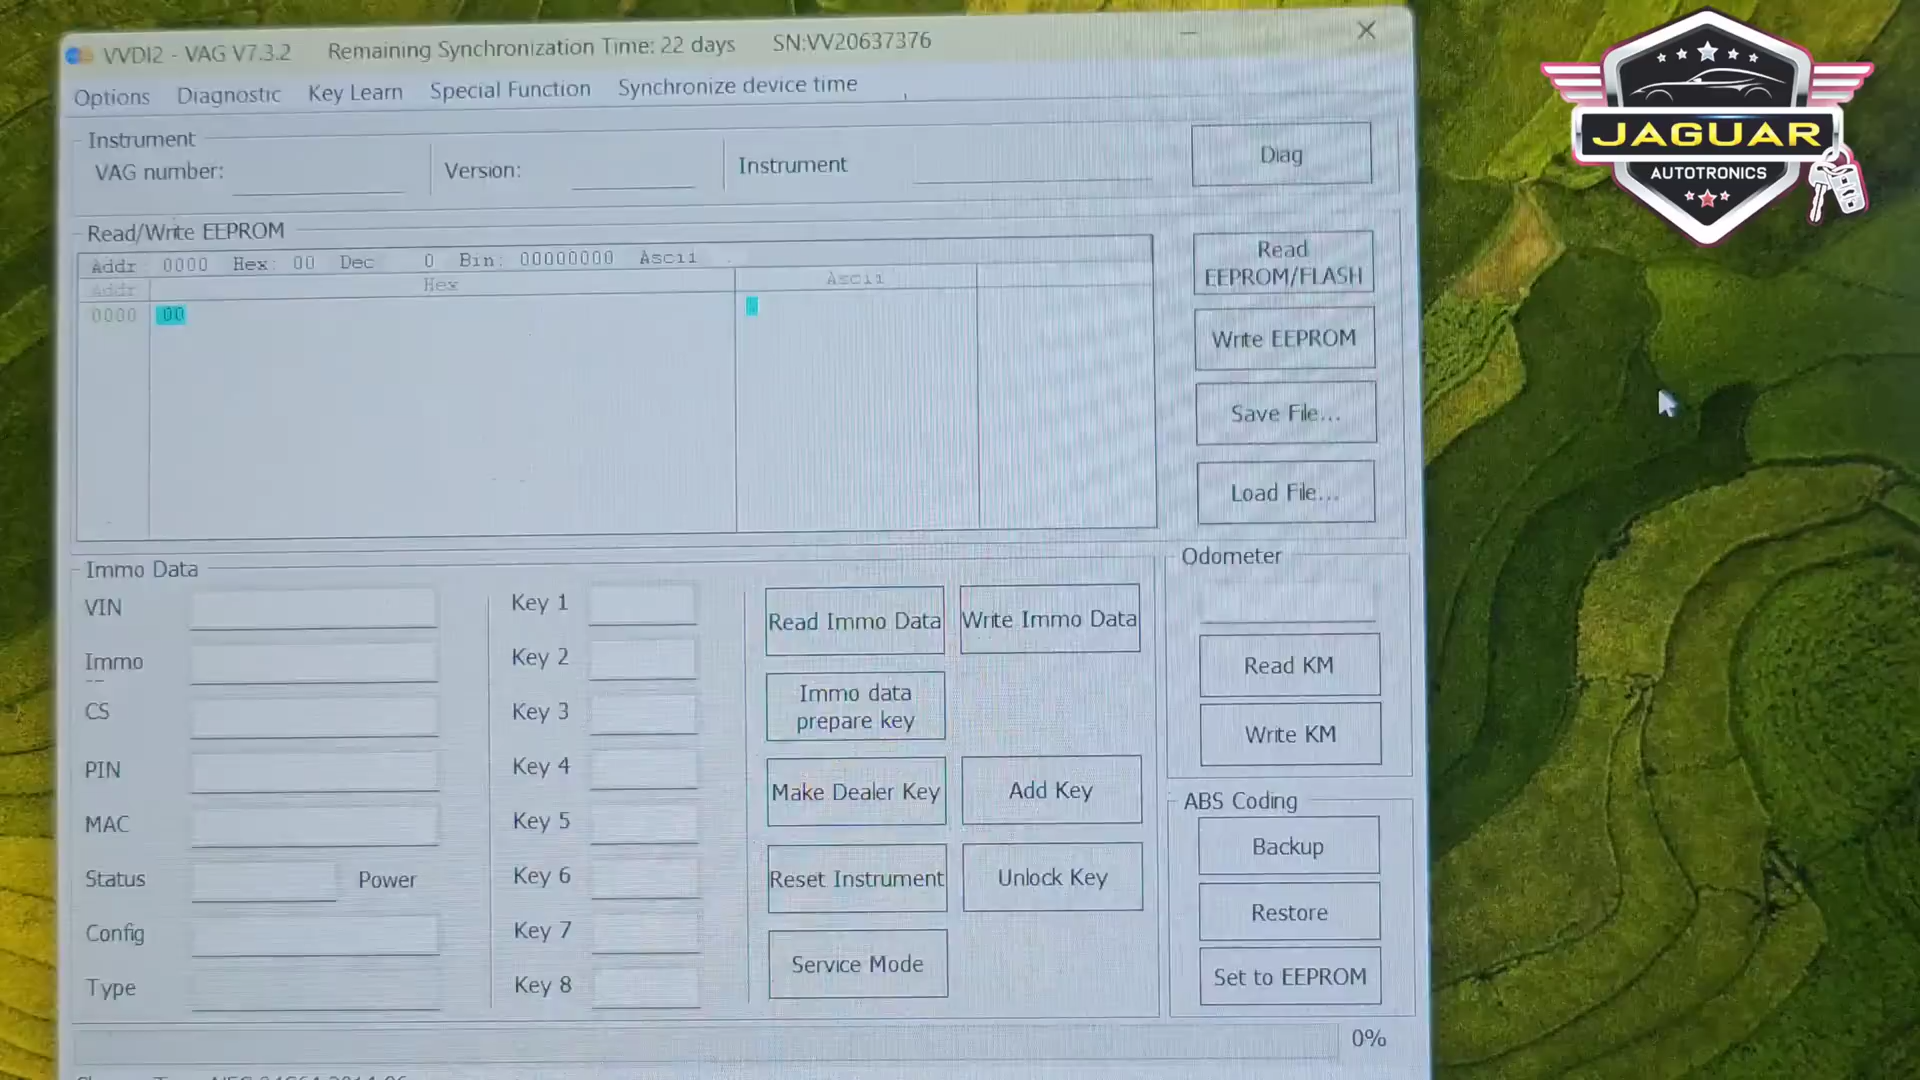 VVDI2 - VAG V7.3.2 Remaining Synchronization Time: 22 days SN:VV20637376
Options Diagnostic Key Learn Special Function Synchronize device time
Instrument
VAG number: Version: Instrument Diag
Read/Write EEPROM
Addr 0000 Hex: 00 Dec 0 Bin: 00000000 Ascii
Addr Hex Ascii
0000 00
Read
EEPROM/FLASH
Write EEPROM
Save File...
Load File...
Immo Data
VIN
Immo
CS
PIN
MAC
Status Power
Config
Type
Key 1
Key 2
Key 3
Key 4
Key 5
Key 6
Key 7
Key 8
Read Immo Data Write Immo Data
Immo data
prepare key
Make Dealer Key Add Key
Reset Instrument Unlock Key
Service Mode
Odometer
Read KM
Write KM
ABS Coding
Backup
Restore
Set to EEPROM
0%
JAGUAR
AUTOTRONICS